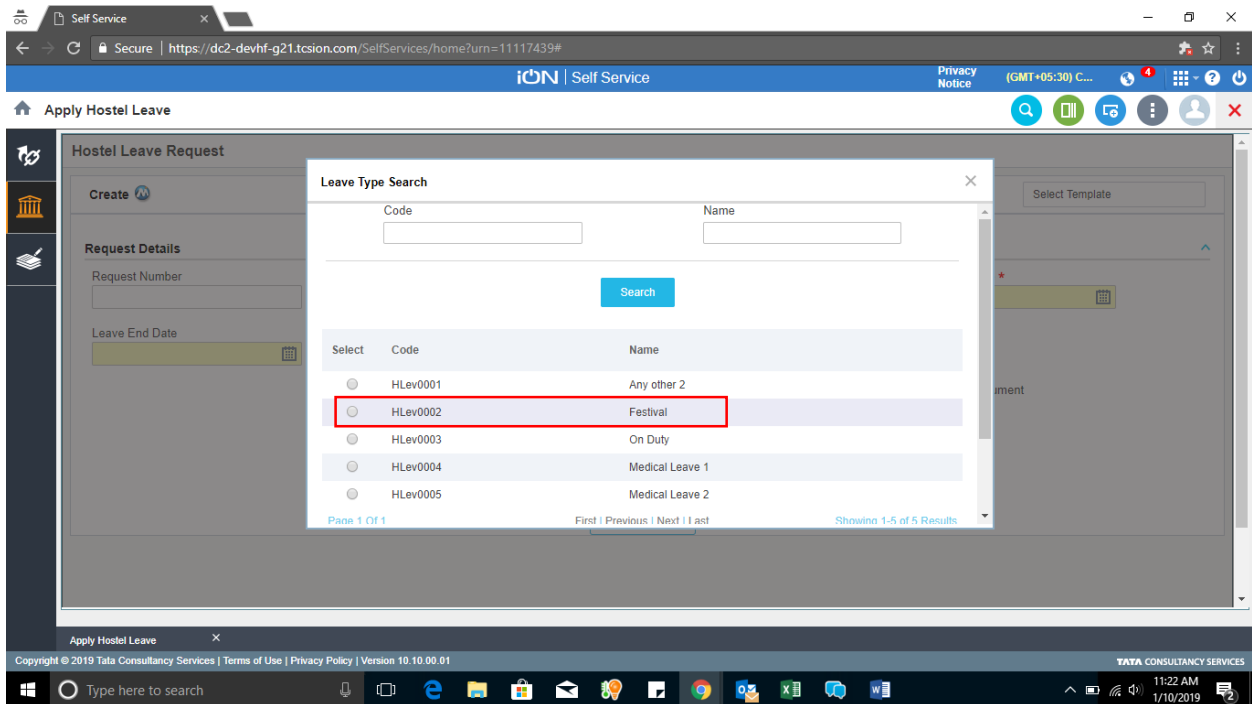 Self Service
Secure | https://dc2-devhf-g21.tcsion.com/SelfServices/home?urn=11117439#
iON | Self Service
Privacy Notice
(GMT+05:30) C...
4
Apply Hostel Leave
Hostel Leave Request
Create
Select Template
Request Details
Request Number
*
Leave End Date
ument
Leave Type Search
Code Name
Search
Select Code Name
HLev0001 Any other 2
HLev0002 Festival
HLev0003 On Duty
HLev0004 Medical Leave 1
HLev0005 Medical Leave 2
Page 1 Of 1 First | Previous | Next | Last Showing 1-5 of 5 Results
Apply Hostel Leave
Copyright © 2019 Tata Consultancy Services | Terms of Use | Privacy Policy | Version 10.10.00.01 TATA CONSULTANCY SERVICES
Type here to search
11:22 AM
1/10/2019
2